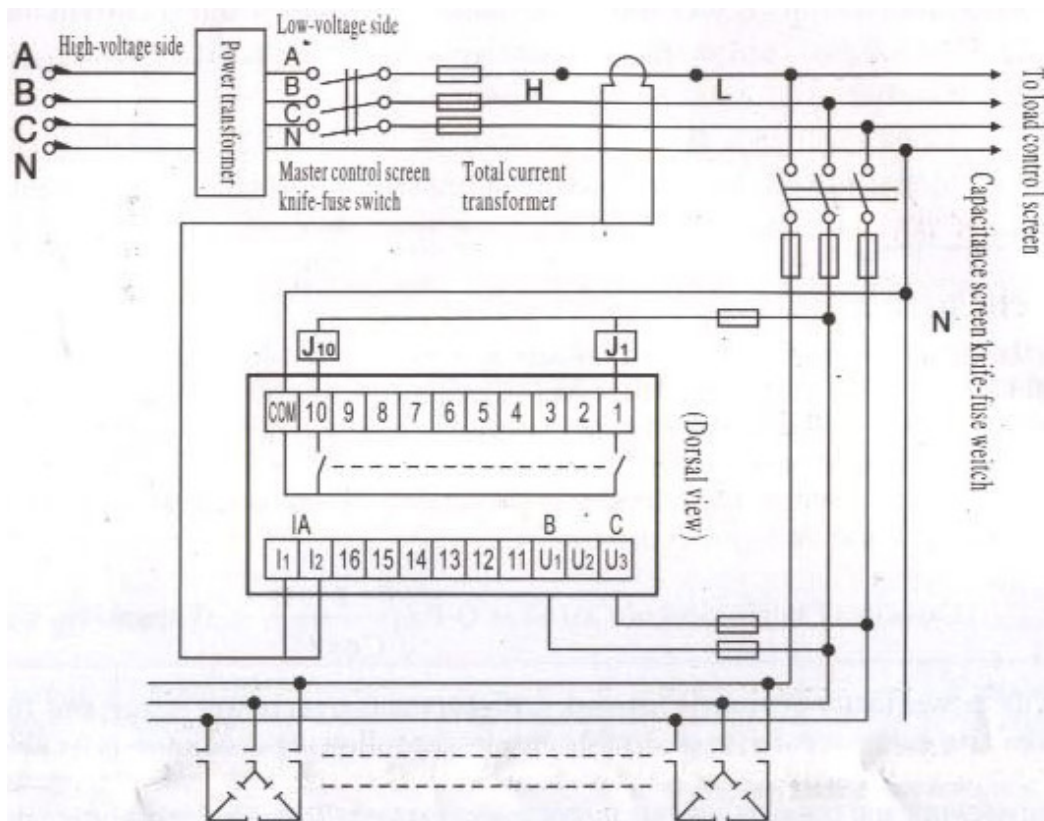 High-voltage side
Low-voltage side
A
B
C
N
Power transformer
A
B
C
N
H
L
To load control screen
Master control screen
knife-fuse switch
Total current
transformer
Capacitance screen knife-fuse weitch
N
J10
J1
COM 10 9 8 7 6 5 4 3 2 1
(Dorsal view)
IA B C
I1 I2 16 15 14 13 12 11 U1 U2 U3